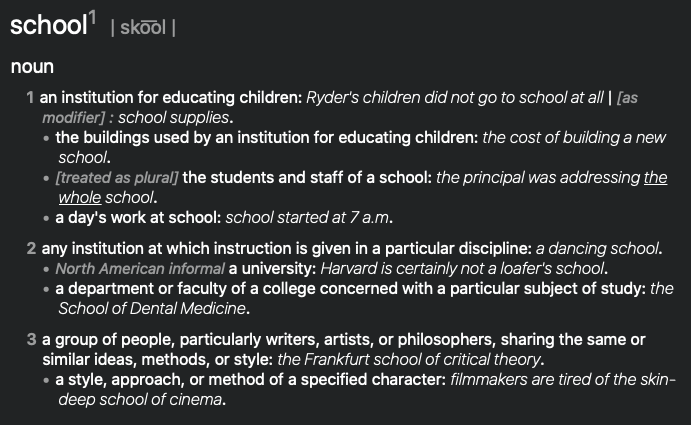 school¹ | sko͞ol |
noun
1 an institution for educating children: Ryder's children did not go to school at all | [as
modifier] : school supplies.
• the buildings used by an institution for educating children: the cost of building a new
school.
• [treated as plural] the students and staff of a school: the principal was addressing the
whole school.
• a day's work at school: school started at 7 a.m.
2 any institution at which instruction is given in a particular discipline: a dancing school.
• North American informal a university: Harvard is certainly not a loafer's school.
• a department or faculty of a college concerned with a particular subject of study: the
School of Dental Medicine.
3 a group of people, particularly writers, artists, or philosophers, sharing the same or
similar ideas, methods, or style: the Frankfurt school of critical theory.
• a style, approach, or method of a specified character: filmmakers are tired of the skin-
deep school of cinema.